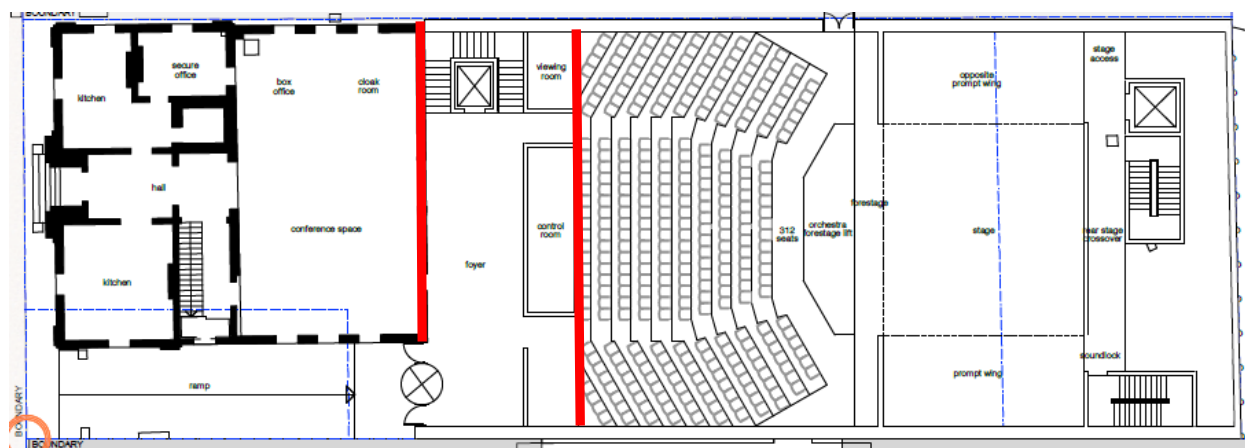 BOUNDARY
kitchen
secure
office
box
office
cloak
room
viewing
room
opposite
prompt wing
stage
access
hall
conference space
kitchen
foyer
control
room
312
seats
orchestra
forestage lift
forestage
stage
rear stage
crossover
ramp
prompt wing
soundlock
BOUNDARY
BOUNDARY